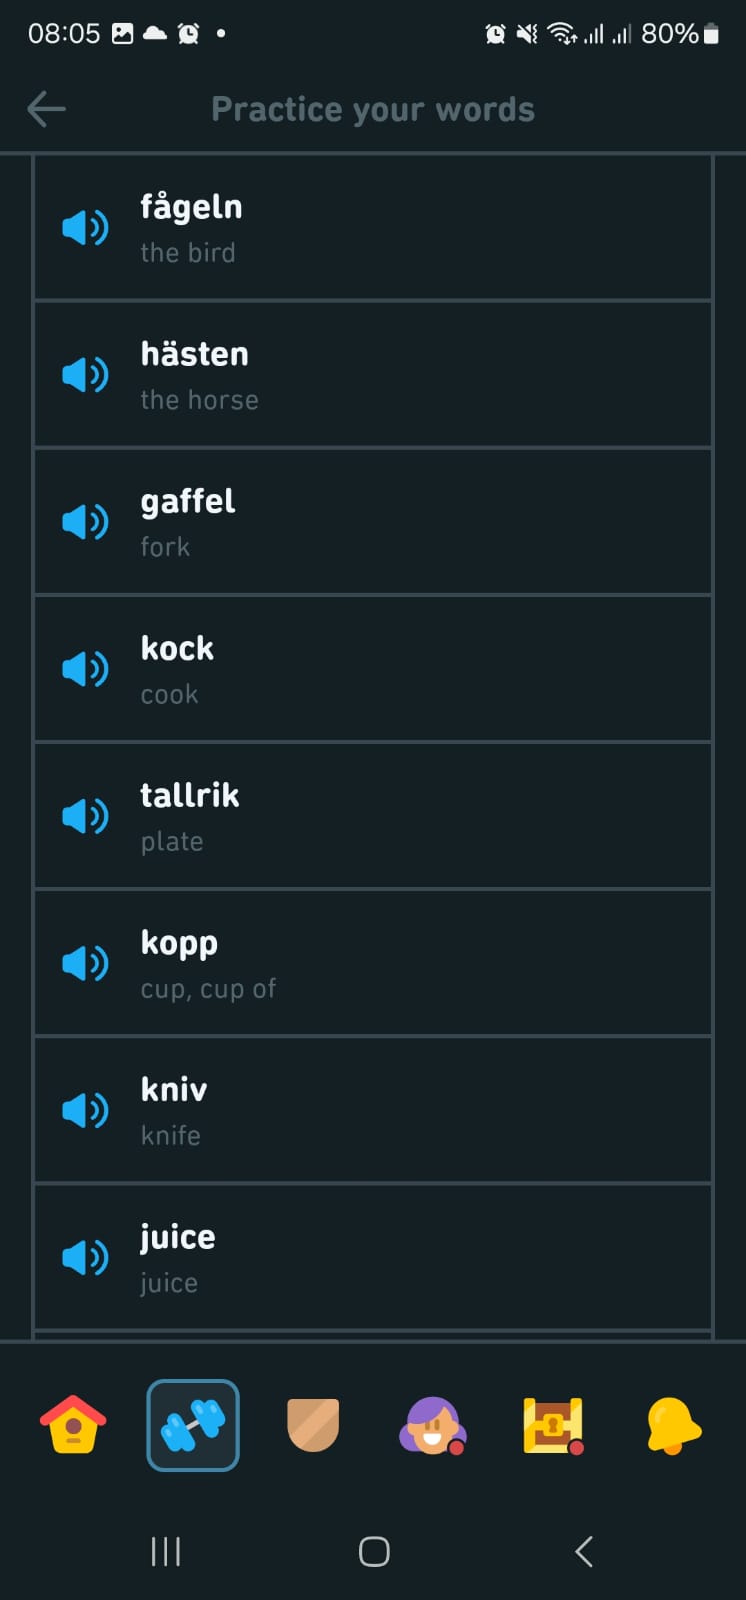 08:05
80%
Practice your words
fågeln
the bird
hästen
the horse
gaffel
fork
kock
cook
tallrik
plate
kopp
cup, cup of
kniv
knife
juice
juice